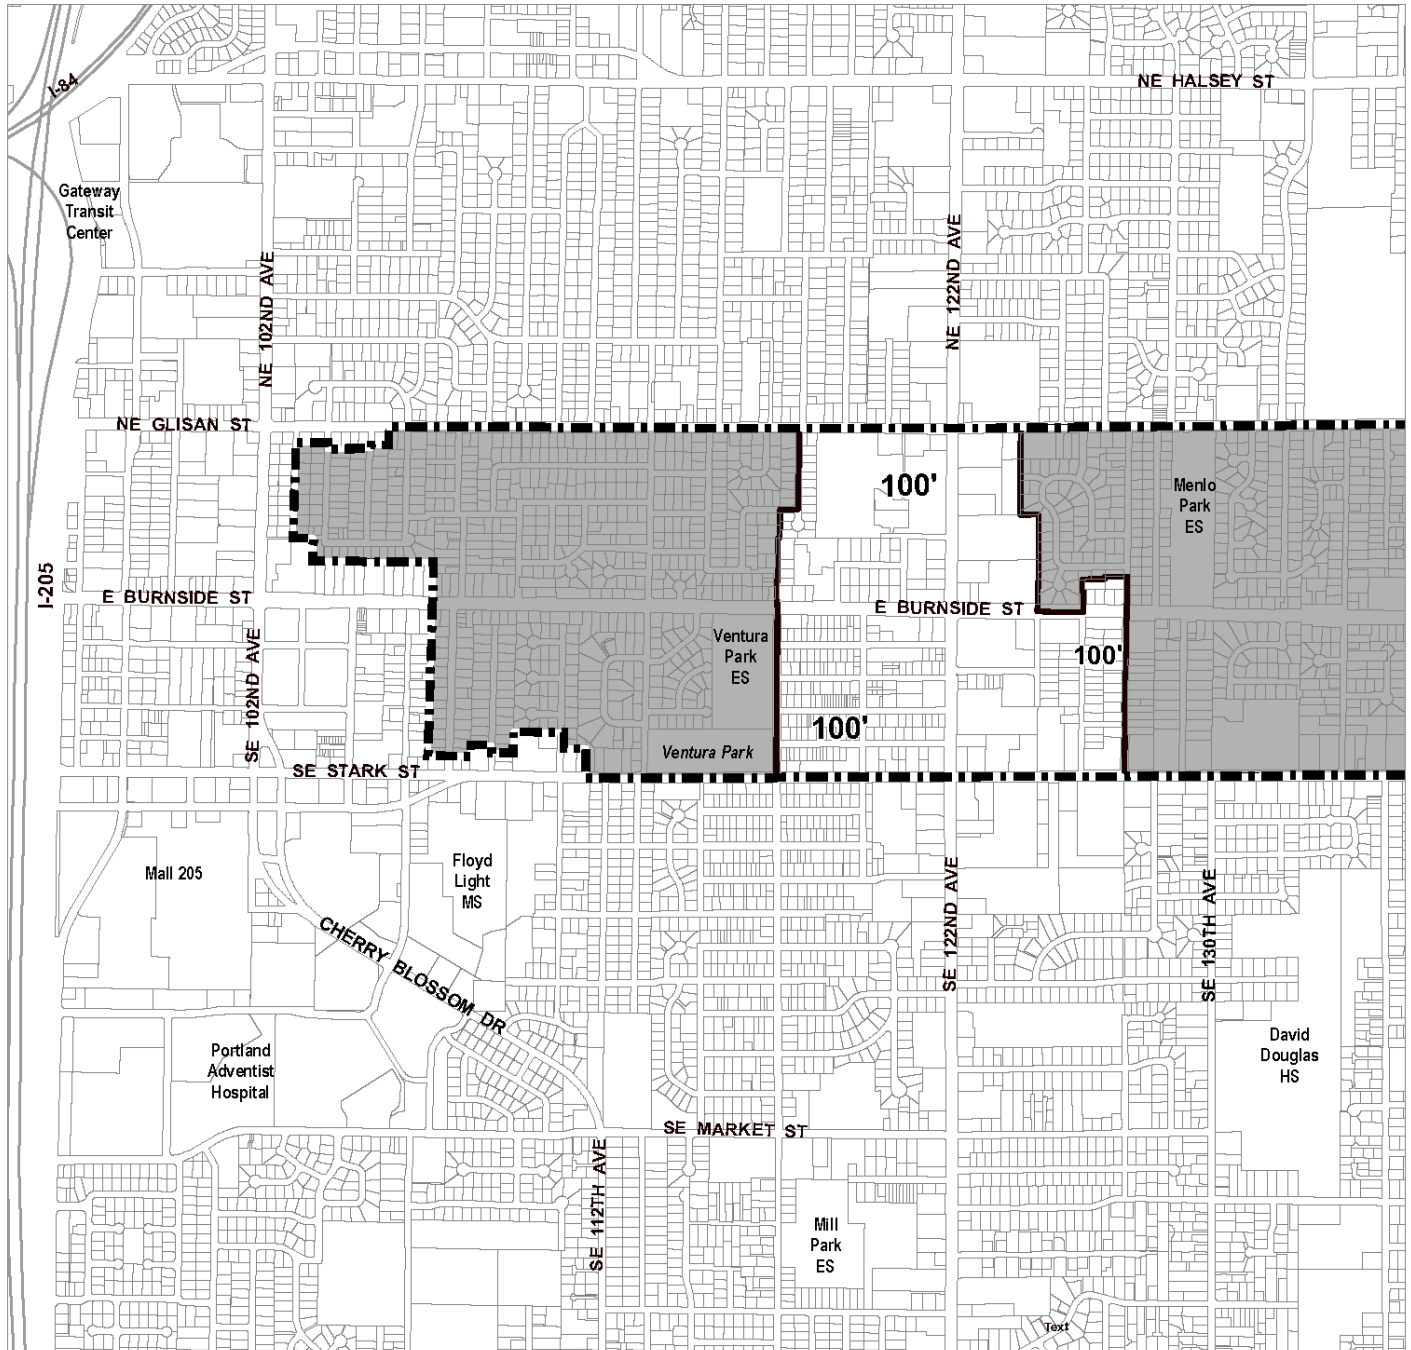 NE HALSEY ST
I-84
Gateway
Transit
Center
NE 102ND AVE
NE 122ND AVE
NE GLISAN ST
100'
Menlo
Park
ES
I-205
E BURNSIDE ST
E BURNSIDE ST
SE 102ND AVE
Ventura
Park
ES
100'
100'
Ventura Park
SE STARK ST
Mall 205
Floyd
Light
MS
SE 122ND AVE
SE 130TH AVE
CHERRY BLOSSOM DR
Portland
Adventist
Hospital
David
Douglas
HS
SE MARKET ST
SE 112TH AVE
Mill
Park
ES
Text